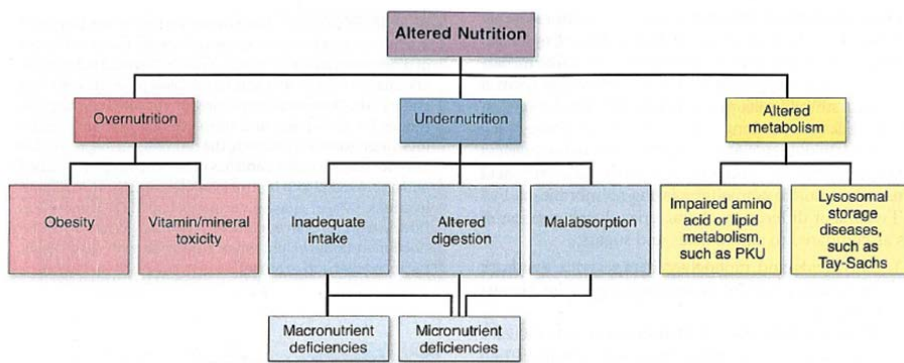 Altered Nutrition
Overnutrition
Undernutrition
Altered
metabolism
Obesity
Vitamin/mineral
toxicity
Inadequate
intake
Altered
digestion
Malabsorption
Impaired amino
acid or lipid
metabolism,
such as PKU
Lysosomal
storage
diseases,
such as
Tay-Sachs
Macronutrient
deficiencies
Micronutrient
deficiencies